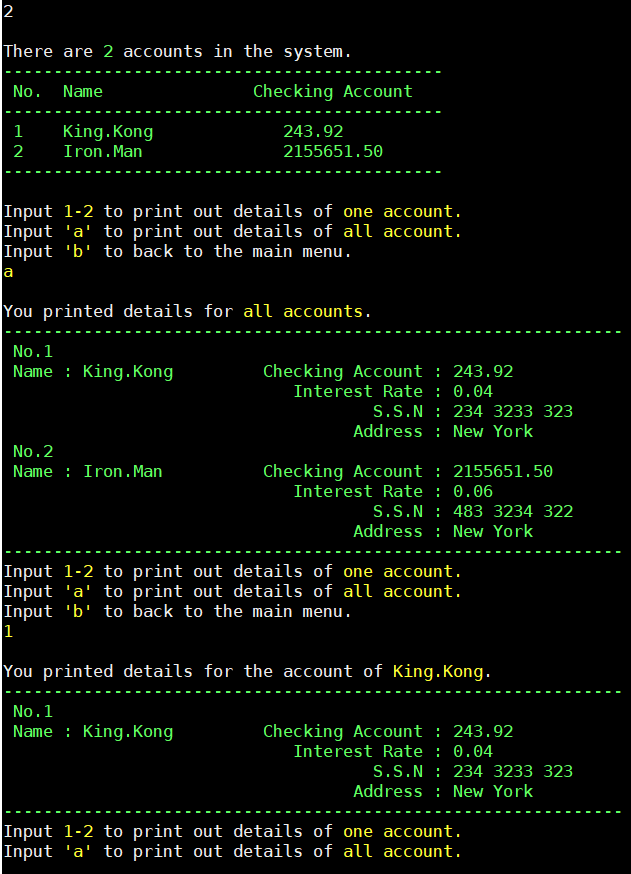 2
There are 2 accounts in the system.
--------------------------------------------
No.  Name               Checking Account
--------------------------------------------
1    King.Kong             243.92
2    Iron.Man              2155651.50
--------------------------------------------
Input 1-2 to print out details of one account.
Input 'a' to print out details of all account.
Input 'b' to back to the main menu.
a
You printed details for all accounts.
--------------------------------------------------------------
No.1
Name : King.Kong         Checking Account : 243.92
Interest Rate : 0.04
S.S.N : 234 3233 323
Address : New York
No.2
Name : Iron.Man          Checking Account : 2155651.50
Interest Rate : 0.06
S.S.N : 483 3234 322
Address : New York
--------------------------------------------------------------
Input 1-2 to print out details of one account.
Input 'a' to print out details of all account.
Input 'b' to back to the main menu.
1
You printed details for the account of King.Kong.
--------------------------------------------------------------
No.1
Name : King.Kong         Checking Account : 243.92
Interest Rate : 0.04
S.S.N : 234 3233 323
Address : New York
--------------------------------------------------------------
Input 1-2 to print out details of one account.
Input 'a' to print out details of all account.